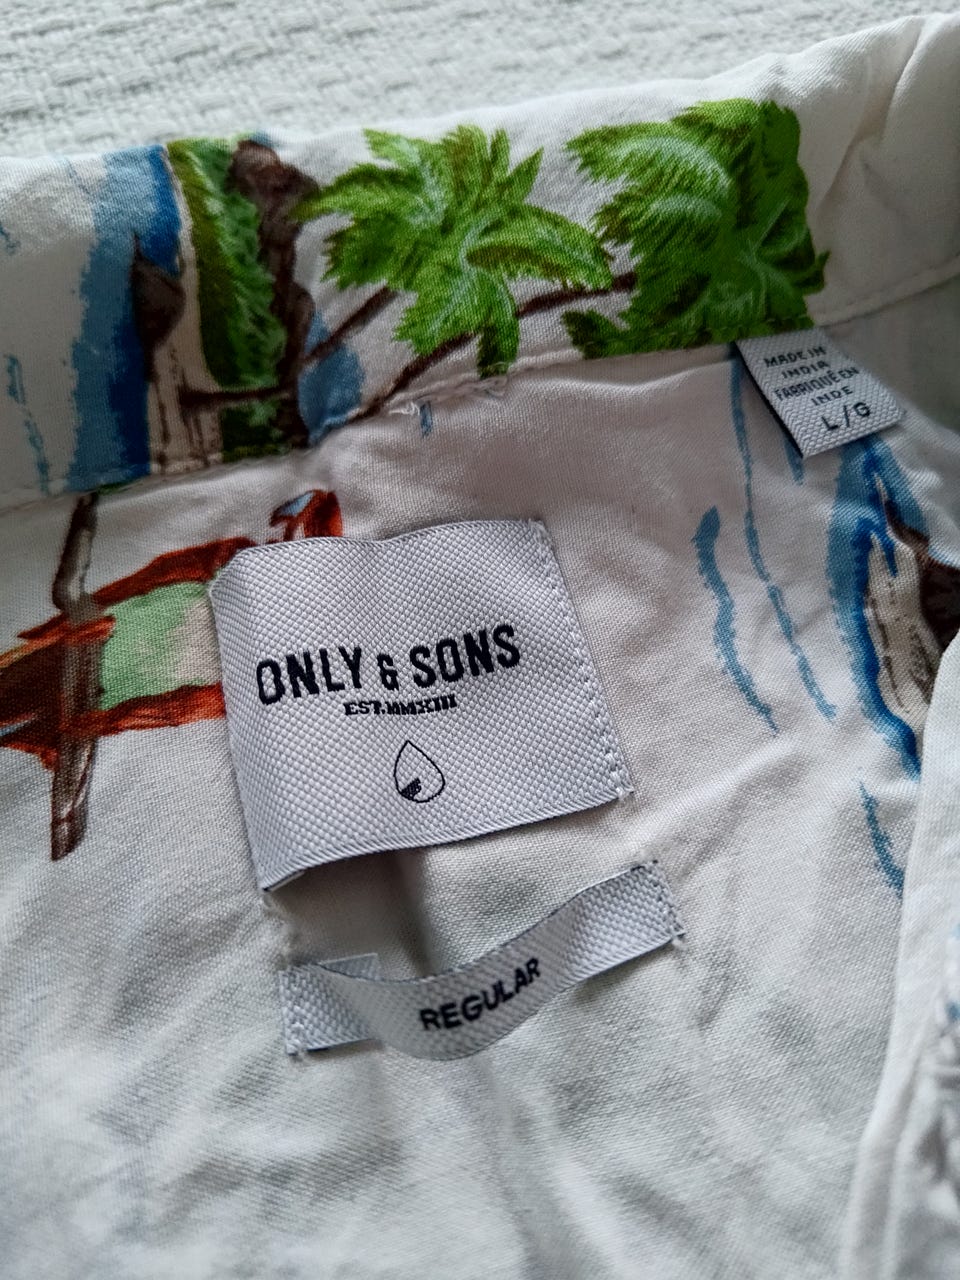 MADE IN
INDIA
FABRIQUÉ EN
INDE
L/G
ONLY & SONS
EST. MMXIII
REGULAR